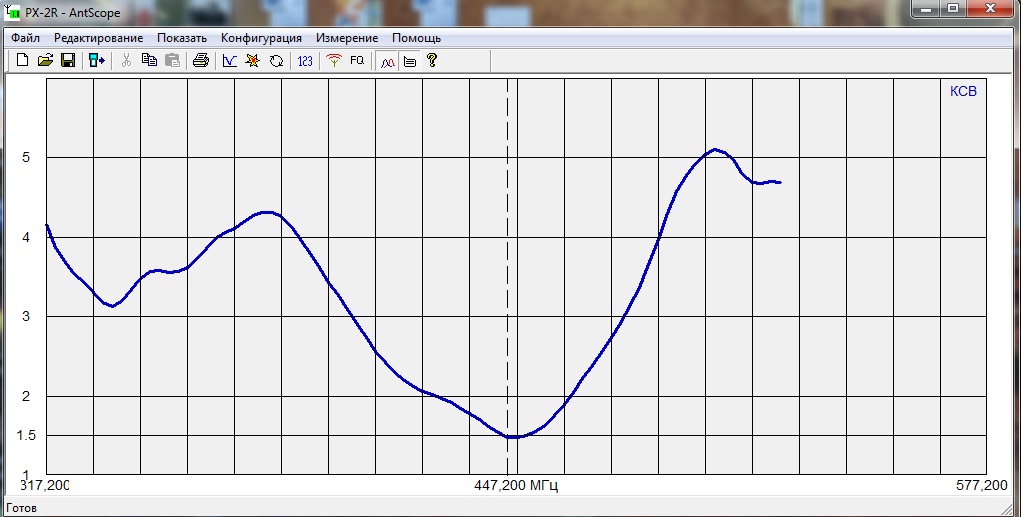 PX-2R - AntScope
Файл Редактирование Показать Конфигурация Измерение Помощь
123 FQ ?
КСВ
5
4
3
2
1.5
1
317,200 447,200 МГц 577,200
Готов